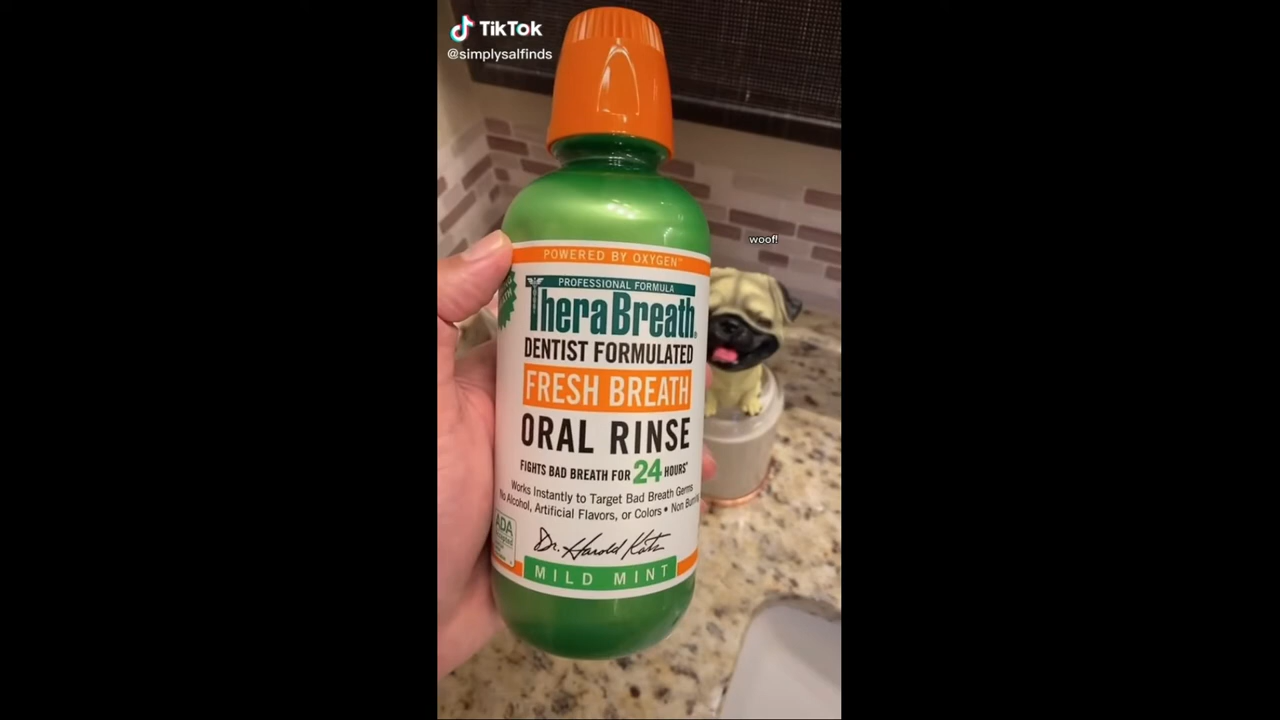 TikTok
@simplysalfinds
woof!
POWERED BY OXYGEN™
PROFESSIONAL FORMULA
TheraBreath®
DENTIST FORMULATED
FRESH BREATH
ORAL RINSE
FIGHTS BAD BREATH FOR 24 HOURS*
Works Instantly to Target Bad Breath Germs
No Alcohol, Artificial Flavors, or Colors • Non
Dr. Harold Katz
ADA
Accepted
MILD MINT